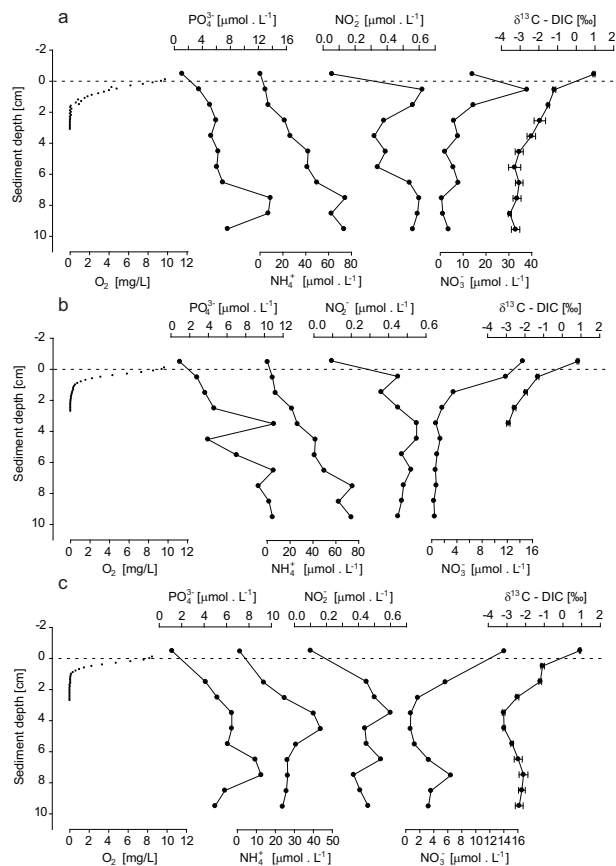 a
PO₄³⁻ [μmol . L⁻¹] NO₂⁻ [μmol . L⁻¹] δ¹³C - DIC [‰]
0 4 8 12 16 0 0.2 0.4 0.6 -4 -3 -2 -1 0 1
-2
0
2
4
6
8
10
Sediment depth [cm]
0 2 4 6 8 10 12 0 20 40 60 80 0 10 20 30 40
O₂ [mg/L] NH₄⁺ [μmol . L⁻¹] NO₃⁻ [μmol . L⁻¹]
b
PO₄³⁻ [μmol . L⁻¹] NO₂⁻ [μmol . L⁻¹] δ¹³C - DIC [‰]
0 2 4 6 8 10 12 0 0.2 0.4 0.6 -4 -3 -2 -1 0 1
-2
0
2
4
6
8
10
Sediment depth [cm]
0 2 4 6 8 10 12 0 20 40 60 80 0 4 8 12 16
O₂ [mg/L] NH₄⁺ [μmol . L⁻¹] NO₃⁻ [μmol . L⁻¹]
c
PO₄³⁻ [μmol . L⁻¹] NO₂⁻ [μmol . L⁻¹] δ¹³C - DIC [‰]
0 2 4 6 8 10 0 0.2 0.4 0.6 -4 -3 -2 -1 0 1
-2
0
2
4
6
8
10
Sediment depth [cm]
0 2 4 6 8 10 12 0 10 20 30 40 50 0 2 4 6 8 10 12 14 16
O₂ [mg/L] NH₄⁺ [μmol . L⁻¹] NO₃⁻ [μmol . L⁻¹]